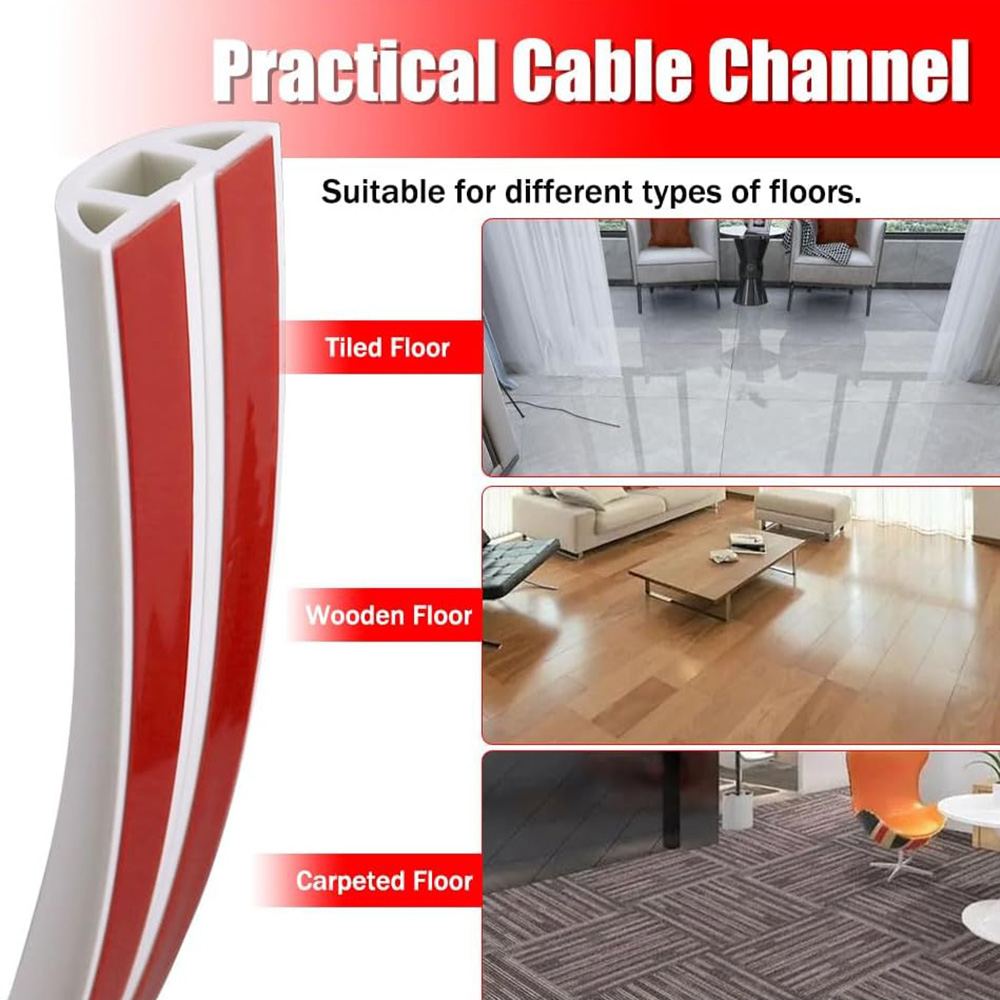 Practical Cable Channel
Suitable for different types of floors.
Tiled Floor
Wooden Floor
Carpeted Floor